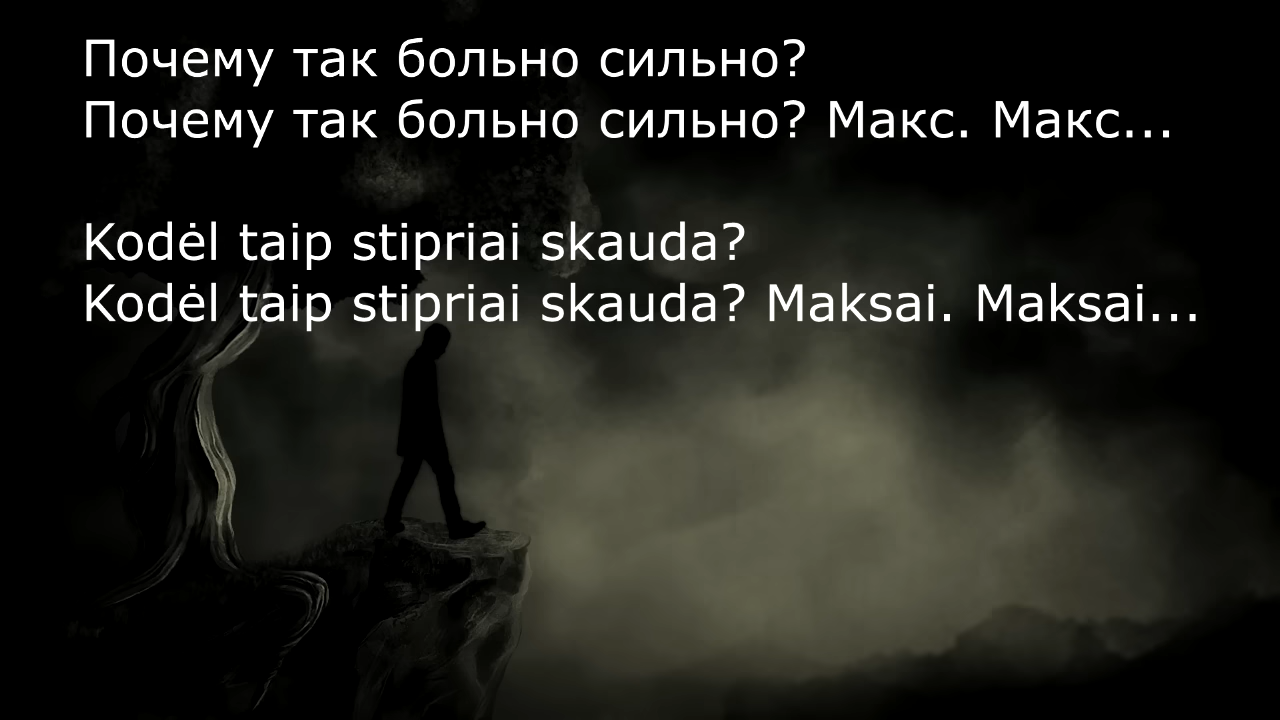 Почему так больно сильно?
Почему так больно сильно? Макс. Макс...
Kodėl taip stipriai skauda?
Kodėl taip stipriai skauda? Maksai. Maksai...